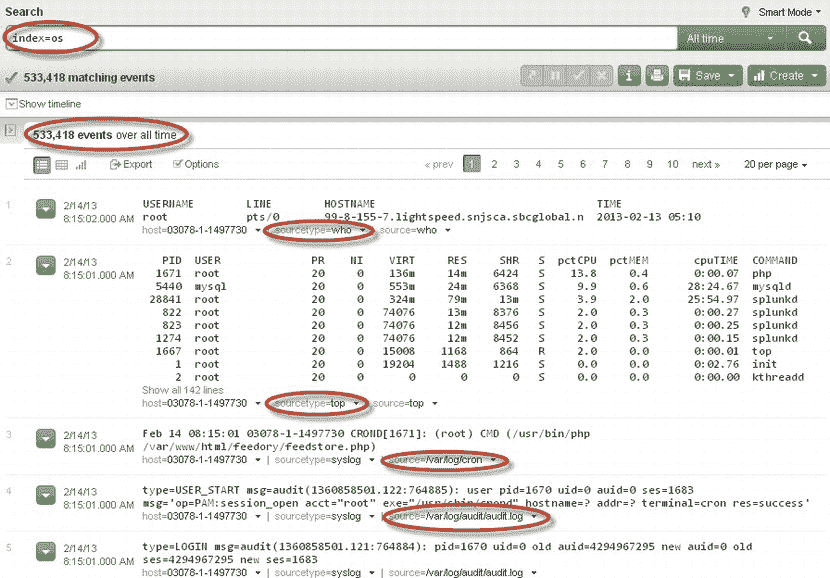 Search Smart Mode
index=os All time
533,418 matching events i Save Create
Show timeline
533,418 events over all time
Export Options « prev 1 2 3 4 5 6 7 8 9 10 next » 20 per page
1 2/14/13 USERNAME LINE HOSTNAME TIME
8:15:02.000 AM root pts/0 99-8-155-7.lightspeed.snjsca.sbcglobal.n 2013-02-13 05:10
host=03078-1-1497730 sourcetype=who source=who
2 2/14/13 PID USER PR NI VIRT RES SHR S pctCPU pctMEM cpuTIME COMMAND
8:15:01.000 AM 1671 root 20 0 136m 14m 6424 S 13.8 0.4 0:00.07 php
5440 mysql 20 0 553m 24m 6368 S 9.9 0.6 28:24.67 mysqld
28841 root 20 0 324m 79m 13m S 3.9 2.0 25:54.97 splunkd
822 root 20 0 74076 13m 8376 S 2.0 0.3 0:00.27 splunkd
823 root 20 0 74076 12m 8456 S 2.0 0.3 0:00.25 splunkd
1274 root 20 0 74076 12m 8452 S 2.0 0.3 0:00.15 splunkd
1667 root 20 0 15008 1168 864 R 2.0 0.0 0:00.01 top
1 root 20 0 19204 1488 1216 S 0.0 0.0 0:02.76 init
2 root 20 0 0 0 0 S 0.0 0.0 0:00.00 kthreadd
Show all 142 lines
host=03078-1-1497730 sourcetype=top source=top
3 2/14/13 Feb 14 08:15:01 03078-1-1497730 CROND[1671]: (root) CMD (/usr/bin/php
8:15:01.000 AM /var/www/html/feedory/feedstore.php)
host=03078-1-1497730 | sourcetype=syslog | source=/var/log/cron
4 2/14/13 type=USER_START msg=audit(1360858501.122:764885): user pid=1670 uid=0 auid=0 ses=1683
8:15:01.000 AM msg='op=PAM:session_open acct="root" exe="/usr/sbin/crond" hostname=? addr=? terminal=cron res=success'
host=03078-1-1497730 | sourcetype=syslog | source=/var/log/audit/audit.log
5 2/14/13 type=LOGIN msg=audit(1360858501.121:764884): pid=1670 uid=0 old auid=4294967295 new auid=0 old
8:15:01.000 AM ses=4294967295 new ses=1683
host=03078-1-1497730 | sourcetype=syslog | source=/var/log/audit/audit.log